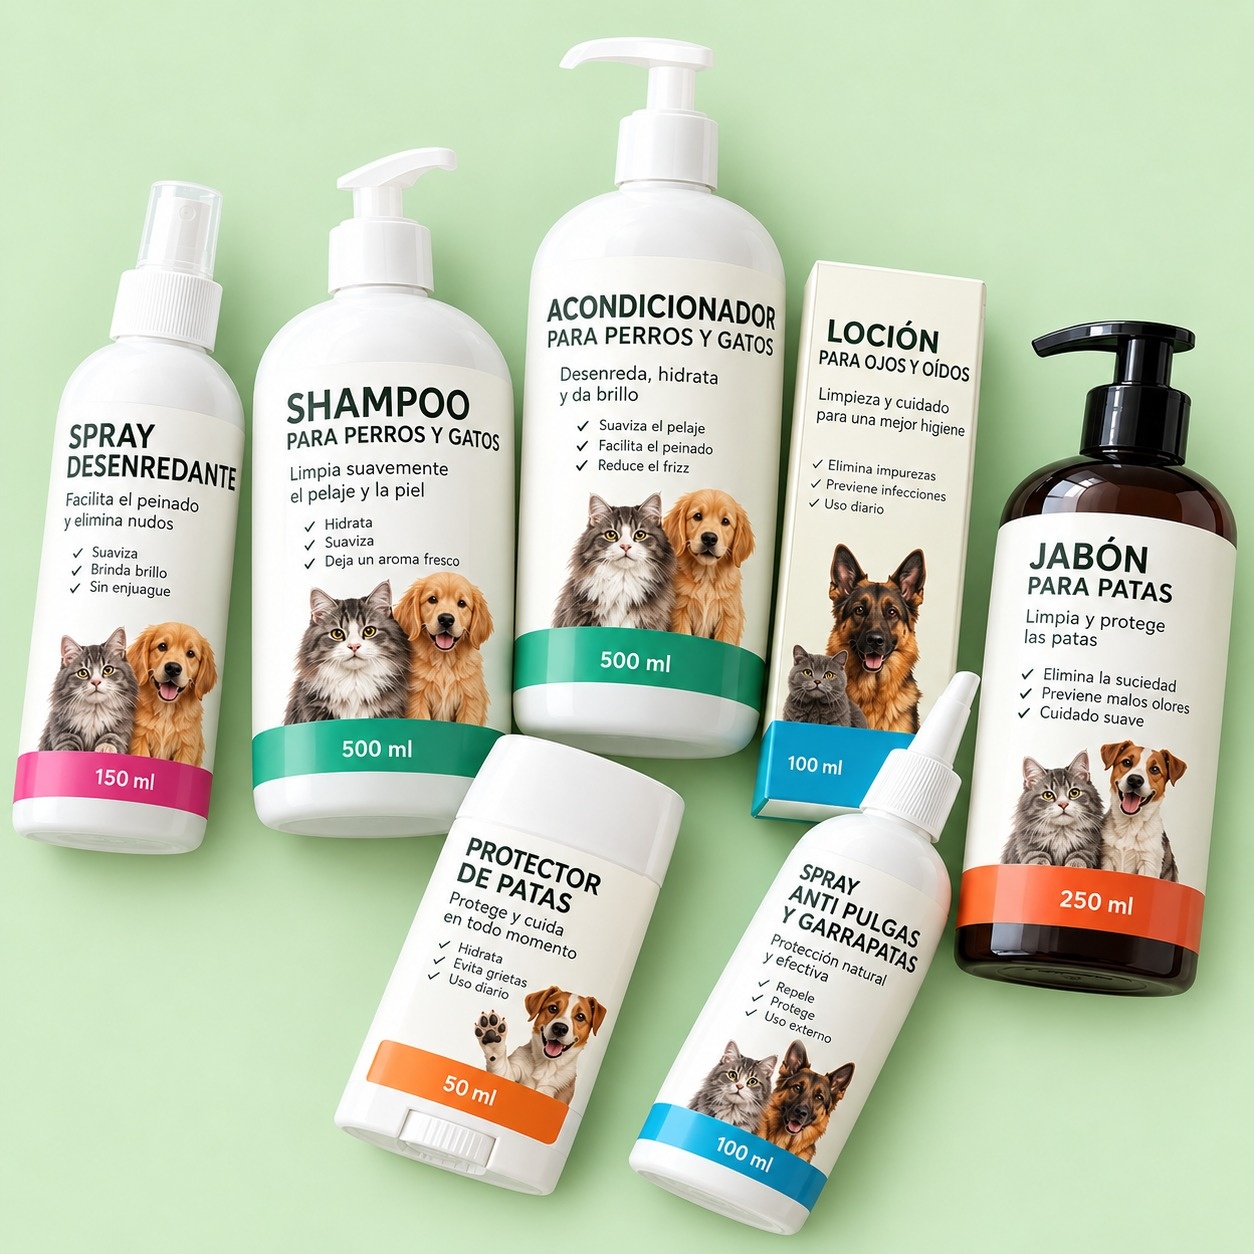 SPRAY
DESENREDANTE
Facilita el peinado
y elimina nudos
✓ Suaviza
✓ Brinda brillo
✓ Sin enjuague
150 ml
SHAMPOO
PARA PERROS Y GATOS
Limpia suavemente
el pelaje y la piel
✓ Hidrata
✓ Suaviza
✓ Deja un aroma fresco
500 ml
ACONDICIONADOR
PARA PERROS Y GATOS
Desenreda, hidrata
y da brillo
✓ Suaviza el pelaje
✓ Facilita el peinado
✓ Reduce el frizz
500 ml
LOCIÓN
PARA OJOS Y OÍDOS
Limpieza y cuidado
para una mejor higiene
✓ Elimina impurezas
✓ Previene infecciones
✓ Uso diario
100 ml
JABÓN
PARA PATAS
Limpia y protege
las patas
✓ Elimina la suciedad
✓ Previene malos olores
✓ Cuidado suave
250 ml
PROTECTOR
DE PATAS
Protege y cuida
en todo momento
✓ Hidrata
✓ Evita grietas
✓ Uso diario
50 ml
SPRAY
ANTI PULGAS
Y GARRAPATAS
Protección natural
y efectiva
✓ Repele
✓ Protege
✓ Uso externo
100 ml